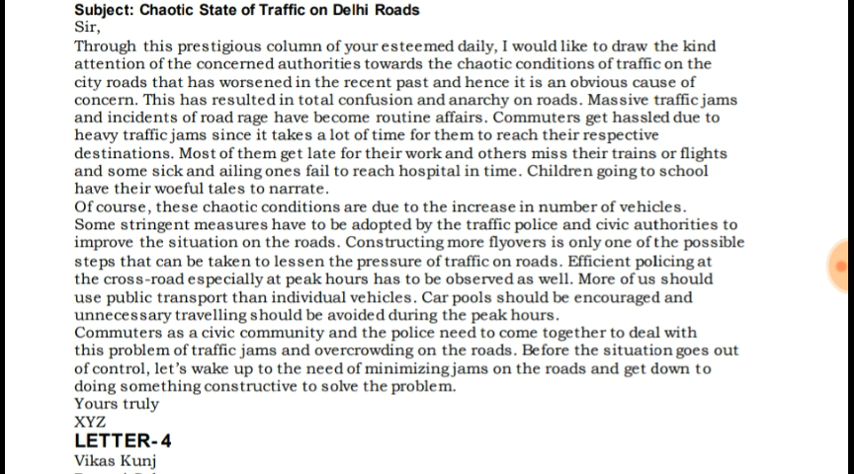 Subject: Chaotic State of Traffic on Delhi Roads
Sir,
Through this prestigious column of your esteemed daily, I would like to draw the kind
attention of the concerned authorities towards the chaotic conditions of traffic on the
city roads that has worsened in the recent past and hence it is an obvious cause of
concern. This has resulted in total confusion and anarchy on roads. Massive traffic jams
and incidents of road rage have become routine affairs. Commuters get hassled due to
heavy traffic jams since it takes a lot of time for them to reach their respective
destinations. Most of them get late for their work and others miss their trains or flights
and some sick and ailing ones fail to reach hospital in time. Children going to school
have their woeful tales to narrate.
Of course, these chaotic conditions are due to the increase in number of vehicles.
Some stringent measures have to be adopted by the traffic police and civic authorities to
improve the situation on the roads. Constructing more flyovers is only one of the possible
steps that can be taken to lessen the pressure of traffic on roads. Efficient policing at
the cross-road especially at peak hours has to be observed as well. More of us should
use public transport than individual vehicles. Car pools should be encouraged and
unnecessary travelling should be avoided during the peak hours.
Commuters as a civic community and the police need to come together to deal with
this problem of traffic jams and overcrowding on the roads. Before the situation goes out
of control, let’s wake up to the need of minimizing jams on the roads and get down to
doing something constructive to solve the problem.
Yours truly
XYZ
LETTER- 4
Vikas Kunj